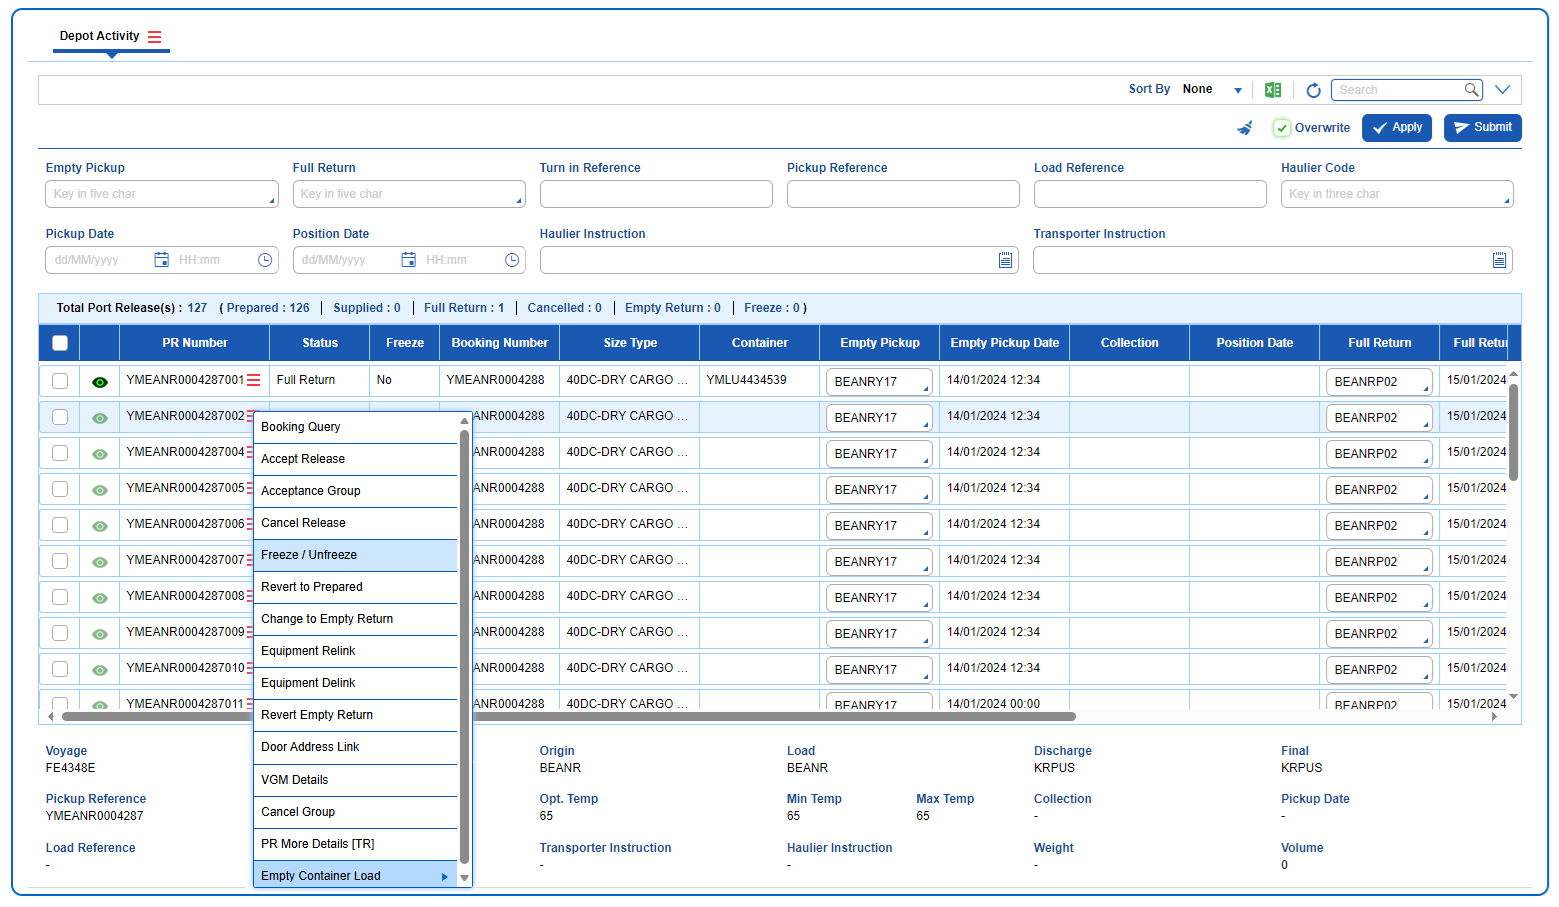 Depot Activity
Sort By None Search
Overwrite Apply Submit
Empty Pickup Full Return Turn in Reference Pickup Reference Load Reference Haulier Code
Key in five char Key in five char Key in three char
Pickup Date Position Date Haulier Instruction Transporter Instruction
dd/MM/yyyy HH:mm dd/MM/yyyy HH:mm
Total Port Release(s) : 127 ( Prepared : 126 | Supplied : 0 | Full Return : 1 | Cancelled : 0 | Empty Return : 0 | Freeze : 0 )
PR Number Status Freeze Booking Number Size Type Container Empty Pickup Empty Pickup Date Collection Position Date Full Return Full Retur
YMEANR0004287001 Full Return No YMEANR0004288 40DC-DRY CARGO ... YMLU4434539 BEANRY17 14/01/2024 12:34 BEANRP02 15/01/2024
YMEANR0004287002 ANR0004288 40DC-DRY CARGO ... BEANRY17 14/01/2024 12:34 BEANRP02 15/01/2024
YMEANR0004287004 ANR0004288 40DC-DRY CARGO ... BEANRY17 14/01/2024 12:34 BEANRP02 15/01/2024
YMEANR0004287005 ANR0004288 40DC-DRY CARGO ... BEANRY17 14/01/2024 12:34 BEANRP02 15/01/2024
YMEANR0004287006 ANR0004288 40DC-DRY CARGO ... BEANRY17 14/01/2024 12:34 BEANRP02 15/01/2024
YMEANR0004287007 ANR0004288 40DC-DRY CARGO ... BEANRY17 14/01/2024 12:34 BEANRP02 15/01/2024
YMEANR0004287008 ANR0004288 40DC-DRY CARGO ... BEANRY17 14/01/2024 12:34 BEANRP02 15/01/2024
YMEANR0004287009 ANR0004288 40DC-DRY CARGO ... BEANRY17 14/01/2024 12:34 BEANRP02 15/01/2024
YMEANR0004287010 ANR0004288 40DC-DRY CARGO ... BEANRY17 14/01/2024 12:34 BEANRP02 15/01/2024
YMEANR0004287011 ANR0004288 40DC-DRY CARGO ... BEANRY17 14/01/2024 00:00 BEANRP02 15/01/2024
Booking Query
Accept Release
Acceptance Group
Cancel Release
Freeze / Unfreeze
Revert to Prepared
Change to Empty Return
Equipment Relink
Equipment Delink
Revert Empty Return
Door Address Link
VGM Details
Cancel Group
PR More Details [TR]
Empty Container Load
Voyage Origin Load Discharge Final
FE4348E BEANR BEANR KRPUS KRPUS
Pickup Reference Opt. Temp Min Temp Max Temp Collection Pickup Date
YMEANR0004287 65 65 65 - -
Load Reference Transporter Instruction Haulier Instruction Weight Volume
- - - - 0